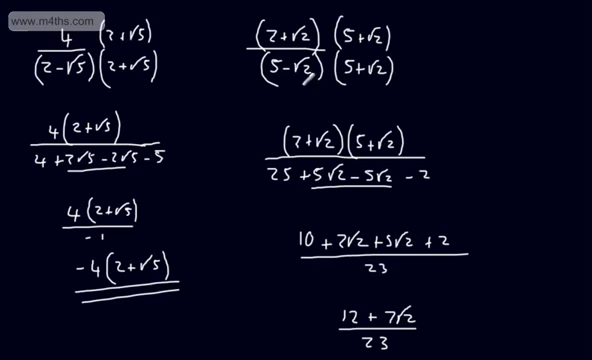 www.m4ths.com
4 (2+√5)
(2-√5) (2+√5)
4(2+√5)
4 + 2√5 - 2√5 - 5
4(2+√5)
-1
-4(2+√5)
(2+√2) (5+√2)
(5-√2) (5+√2)
(2+√2)(5+√2)
25 + 5√2 - 5√2 - 2
10 + 2√2 + 5√2 + 2
23
12 + 7√2
23